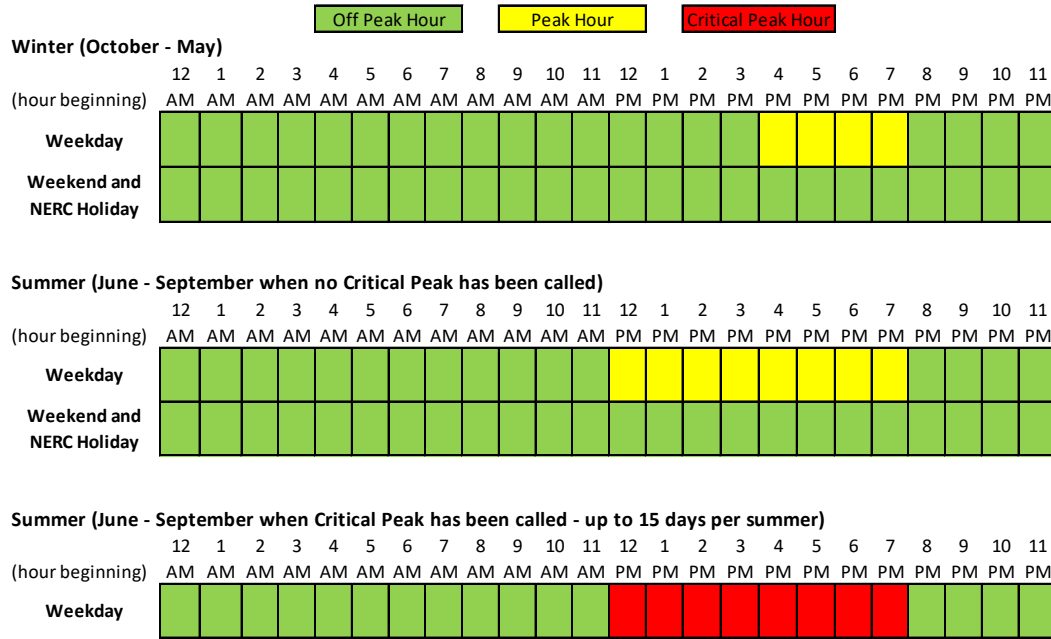 Off Peak Hour Peak Hour Critical Peak Hour
Winter (October - May)
12 1 2 3 4 5 6 7 8 9 10 11 12 1 2 3 4 5 6 7 8 9 10 11
(hour beginning) AM AM AM AM AM AM AM AM AM AM AM AM PM PM PM PM PM PM PM PM PM PM PM PM
Weekday
Weekend and
NERC Holiday
Summer (June - September when no Critical Peak has been called)
12 1 2 3 4 5 6 7 8 9 10 11 12 1 2 3 4 5 6 7 8 9 10 11
(hour beginning) AM AM AM AM AM AM AM AM AM AM AM AM PM PM PM PM PM PM PM PM PM PM PM PM
Weekday
Weekend and
NERC Holiday
Summer (June - September when Critical Peak has been called - up to 15 days per summer)
12 1 2 3 4 5 6 7 8 9 10 11 12 1 2 3 4 5 6 7 8 9 10 11
(hour beginning) AM AM AM AM AM AM AM AM AM AM AM AM PM PM PM PM PM PM PM PM PM PM PM PM
Weekday